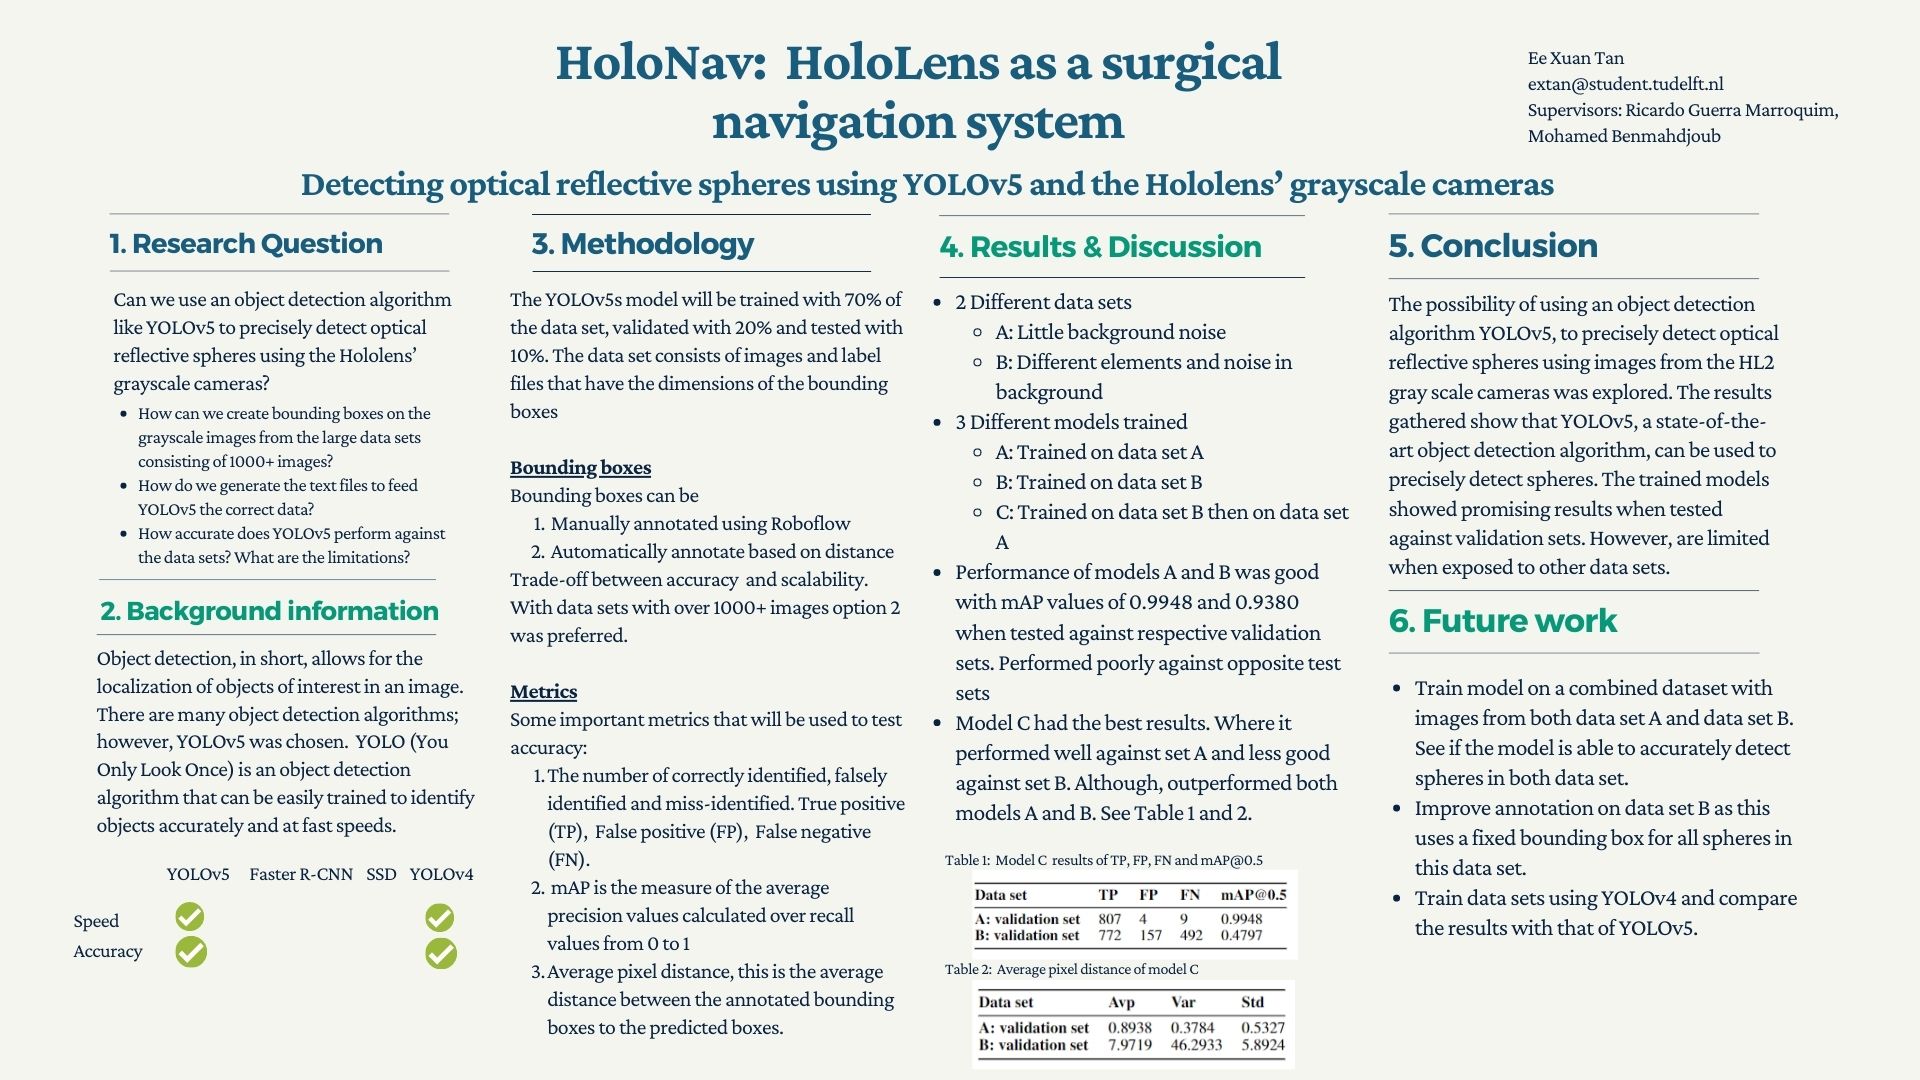 HoloNav:  HoloLens as a surgical
navigation system
Ee Xuan Tan
extan@student.tudelft.nl
Supervisors: Ricardo Guerra Marroquim,
Mohamed Benmahdjoub
Detecting optical reflective spheres using YOLOv5 and the Hololens' grayscale cameras
1. Research Question
Can we use an object detection algorithm
like YOLOv5 to precisely detect optical
reflective spheres using the Hololens'
grayscale cameras?
• How can we create bounding boxes on the
grayscale images from the large data sets
consisting of 1000+ images?
• How do we generate the text files to feed
YOLOv5 the correct data?
• How accurate does YOLOv5 perform against
the data sets? What are the limitations?
2. Background information
Object detection, in short, allows for the
localization of objects of interest in an image.
There are many object detection algorithms;
however, YOLOv5 was chosen.  YOLO (You
Only Look Once) is an object detection
algorithm that can be easily trained to identify
objects accurately and at fast speeds.
YOLOv5 Faster R-CNN SSD YOLOv4
Speed
Accuracy
3. Methodology
The YOLOv5s model will be trained with 70% of
the data set, validated with 20% and tested with
10%. The data set consists of images and label
files that have the dimensions of the bounding
boxes
Bounding boxes
Bounding boxes can be
1. Manually annotated using Roboflow
2. Automatically annotate based on distance
Trade-off between accuracy  and scalability.
With data sets with over 1000+ images option 2
was preferred.
Metrics
Some important metrics that will be used to test
accuracy:
1. The number of correctly identified, falsely
identified and miss-identified. True positive
(TP),  False positive (FP),  False negative
(FN).
2. mAP is the measure of the average
precision values calculated over recall
values from 0 to 1
3. Average pixel distance, this is the average
distance between the annotated bounding
boxes to the predicted boxes.
4. Results & Discussion
• 2 Different data sets
◦ A: Little background noise
◦ B: Different elements and noise in
background
• 3 Different models trained
◦ A: Trained on data set A
◦ B: Trained on data set B
◦ C: Trained on data set B then on data set
A
• Performance of models A and B was good
with mAP values of 0.9948 and 0.9380
when tested against respective validation
sets. Performed poorly against opposite test
sets
• Model C had the best results. Where it
performed well against set A and less good
against set B. Although, outperformed both
models A and B. See Table 1 and 2.
Table 1:  Model C  results of TP, FP, FN and mAP@0.5
Data set TP FP FN mAP@0.5
A: validation set 807 4 9 0.9948
B: validation set 772 157 492 0.4797
Table 2:  Average pixel distance of model C
Data set Avp Var Std
A: validation set 0.8938 0.3784 0.5327
B: validation set 7.9719 46.2933 5.8924
5. Conclusion
The possibility of using an object detection
algorithm YOLOv5, to precisely detect optical
reflective spheres using images from the HL2
gray scale cameras was explored. The results
gathered show that YOLOv5, a state-of-the-
art object detection algorithm, can be used to
precisely detect spheres. The trained models
showed promising results when tested
against validation sets. However, are limited
when exposed to other data sets.
6. Future work
• Train model on a combined dataset with
images from both data set A and data set B.
See if the model is able to accurately detect
spheres in both data set.
• Improve annotation on data set B as this
uses a fixed bounding box for all spheres in
this data set.
• Train data sets using YOLOv4 and compare
the results with that of YOLOv5.